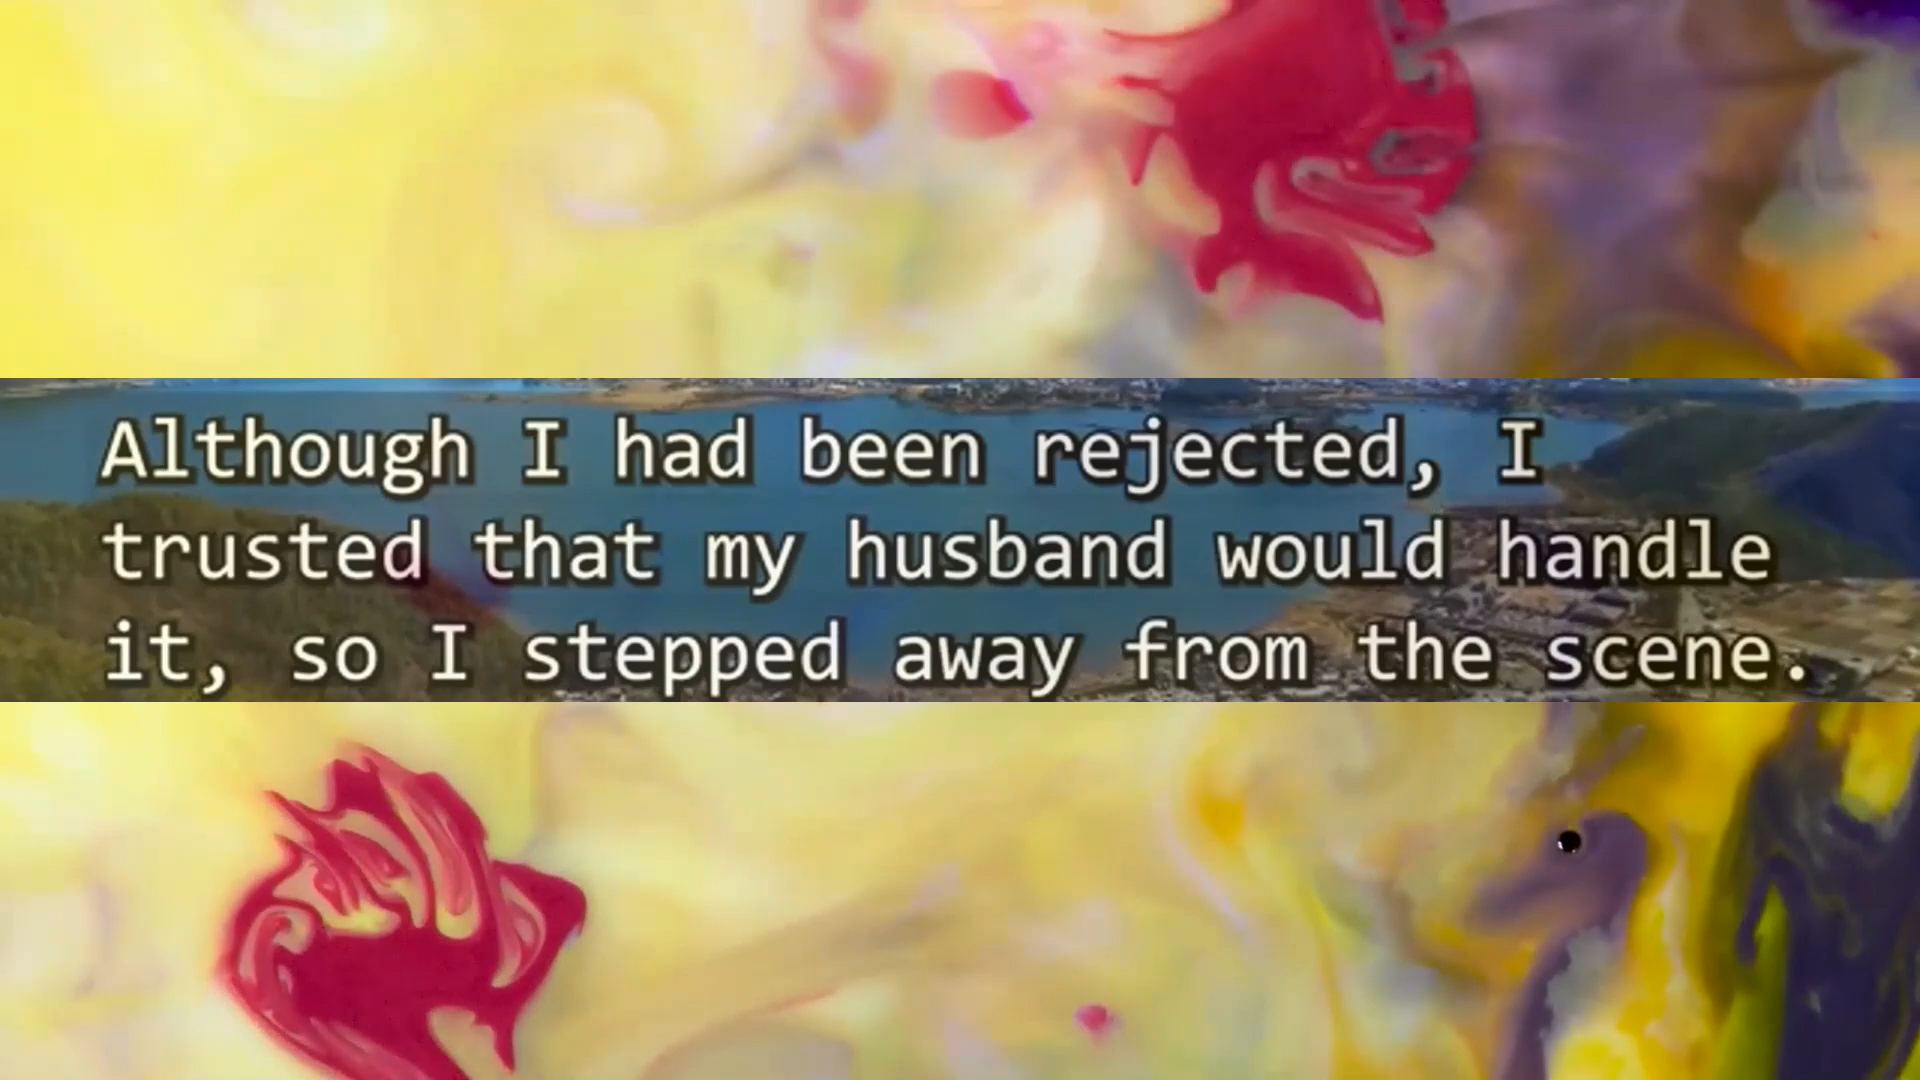 Although I had been rejected, I
trusted that my husband would handle
it, so I stepped away from the scene.